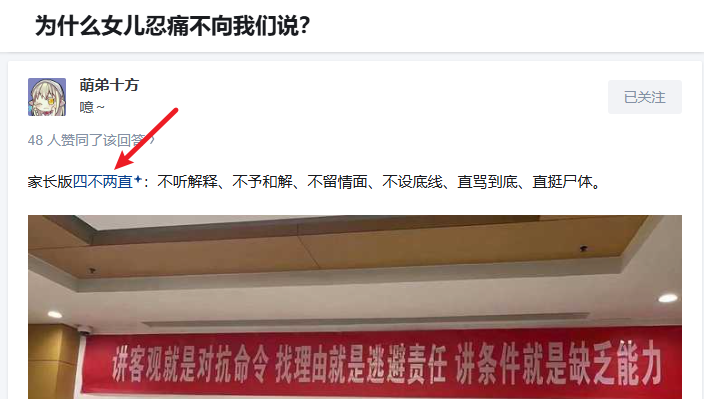 为什么女儿忍痛不向我们说？
萌弟十方
噫～
已关注
48 人赞同了该回答 ›
家长版四不两直：不听解释、不予和解、不留情面、不设底线、直骂到底、直挺尸体。
讲客观就是对抗命令 找理由就是逃避责任 讲条件就是缺乏能力